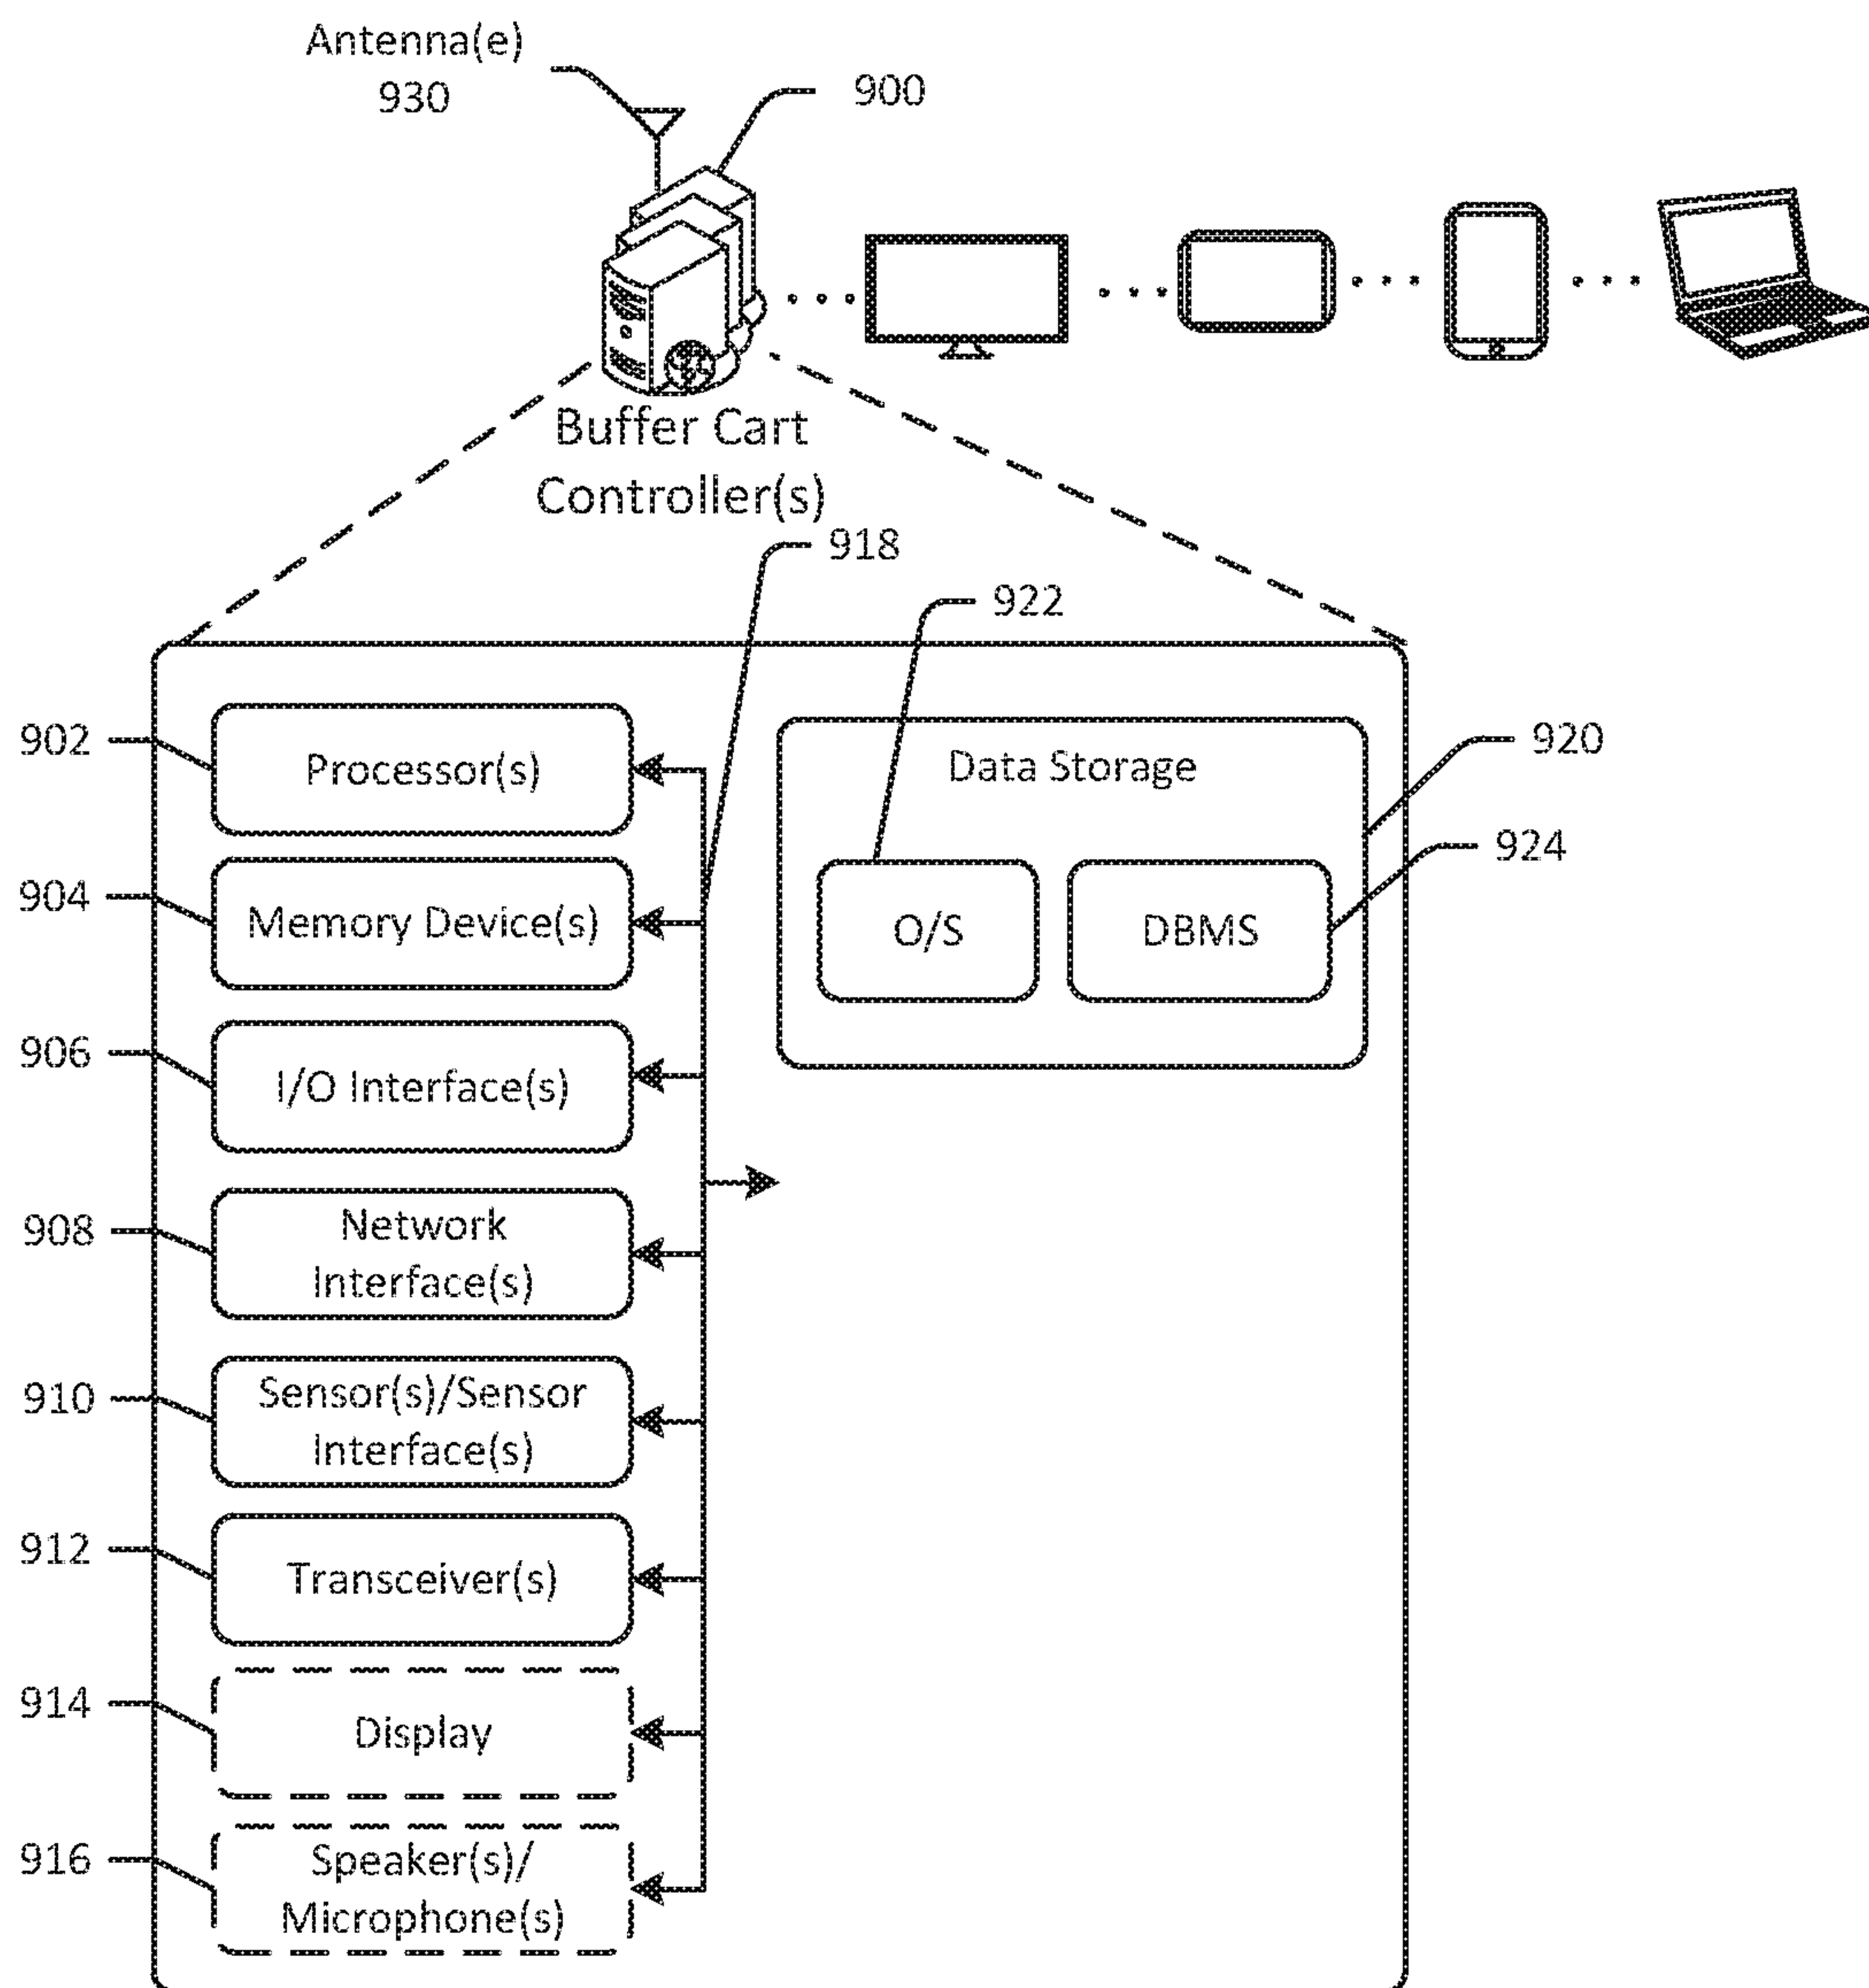 Antenna(e)
930
900
Buffer Cart
Controller(s)
918
922
902
Processor(s)
Data Storage
920
924
904
Memory Device(s)
O/S
DBMS
906
I/O Interface(s)
908
Network
Interface(s)
910
Sensor(s)/Sensor
Interface(s)
912
Transceiver(s)
914
Display
916
Speaker(s)/
Microphone(s)